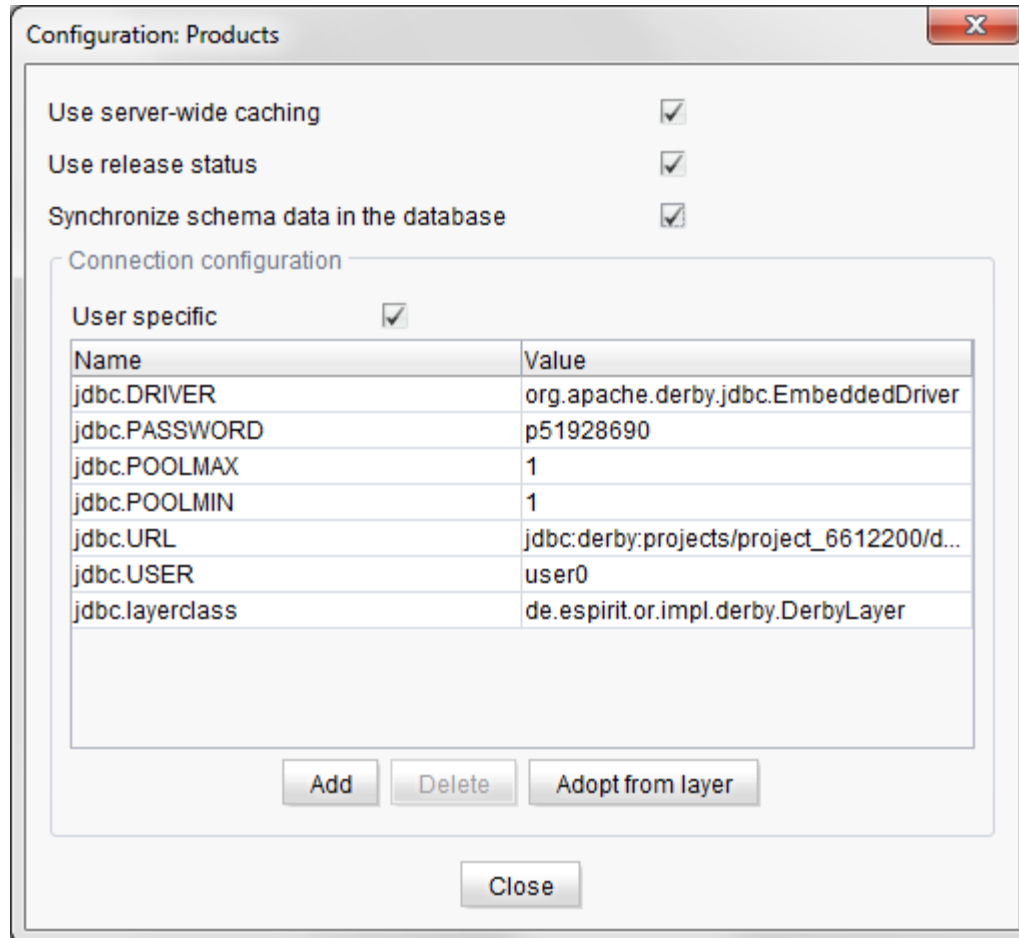 Configuration: Products
Use server-wide caching
Use release status
Synchronize schema data in the database
Connection configuration
User specific
Name Value
jdbc.DRIVER org.apache.derby.jdbc.EmbeddedDriver
jdbc.PASSWORD p51928690
jdbc.POOLMAX 1
jdbc.POOLMIN 1
jdbc.URL jdbc:derby:projects/project_6612200/d...
jdbc.USER user0
jdbc.layerclass de.espirit.or.impl.derby.DerbyLayer
Add Delete Adopt from layer
Close